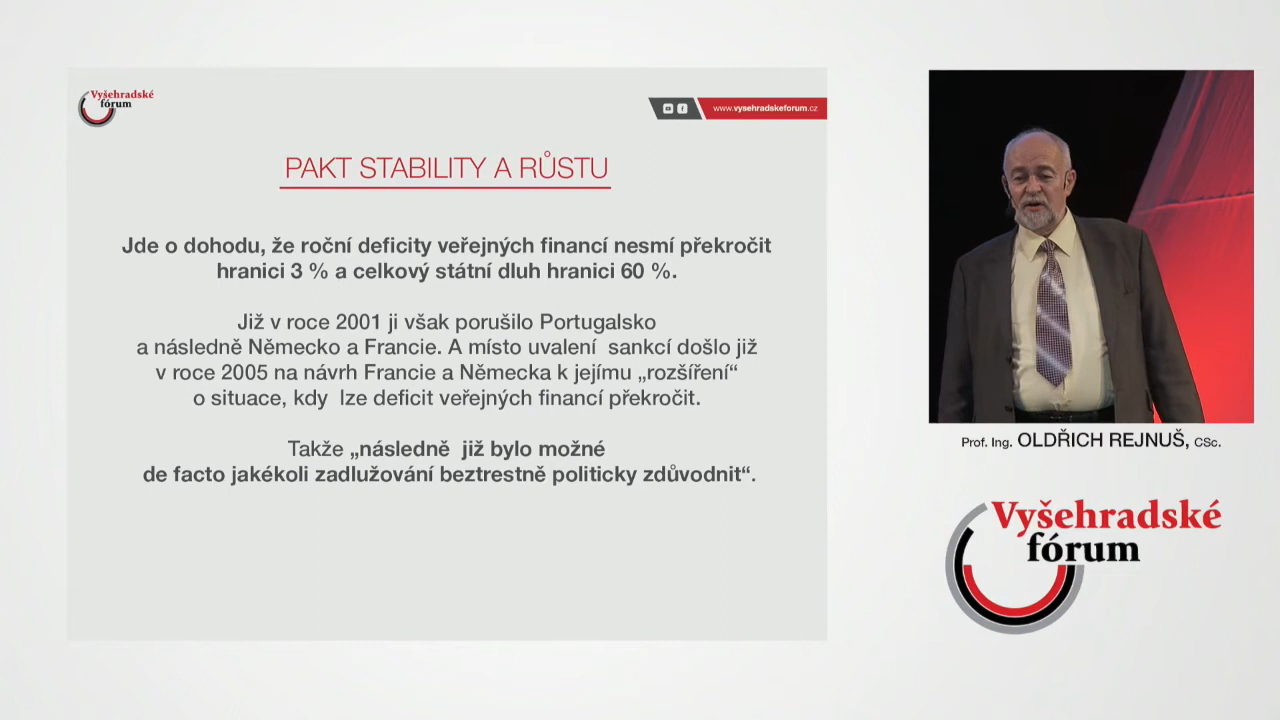 Vyšehradské
fórum
www.vysehradskeforum.cz
PAKT STABILITY A RŮSTU
Jde o dohodu, že roční deficity veřejných financí nesmí překročit
hranici 3 % a celkový státní dluh hranici 60 %.
Již v roce 2001 ji však porušilo Portugalsko
a následně Německo a Francie. A místo uvalení sankcí došlo již
v roce 2005 na návrh Francie a Německa k jejímu „rozšíření“
o situace, kdy lze deficit veřejných financí překročit.
Takže „následně již bylo možné
de facto jakékoli zadlužování beztrestně politicky zdůvodnit“.
Prof. Ing. OLDŘICH REJNUŠ, CSc.
Vyšehradské
fórum